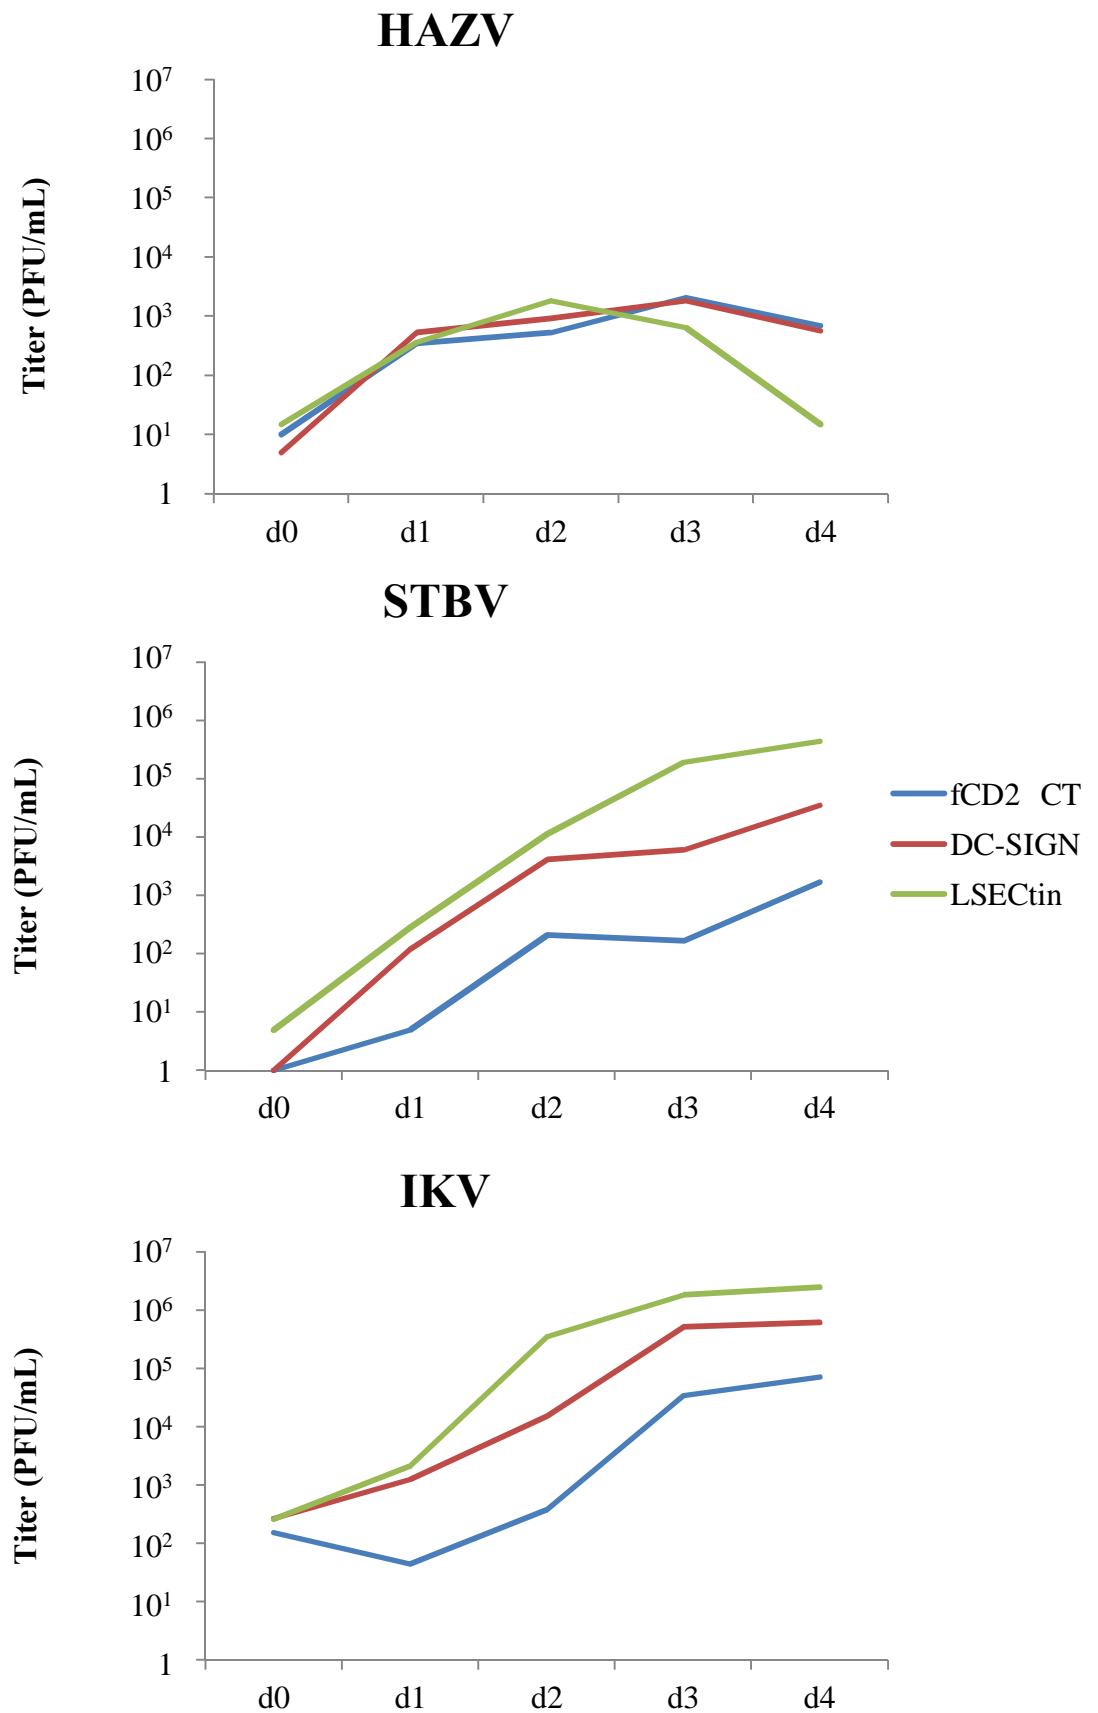 HAZV
10⁷
10⁶
10⁵
10⁴
10³
10²
10¹
1
Titer (PFU/mL)
d0 d1 d2 d3 d4
STBV
10⁷
10⁶
10⁵
10⁴
10³
10²
10¹
1
Titer (PFU/mL)
d0 d1 d2 d3 d4
fCD2 CT
DC-SIGN
LSECtin
IKV
10⁷
10⁶
10⁵
10⁴
10³
10²
10¹
1
Titer (PFU/mL)
d0 d1 d2 d3 d4